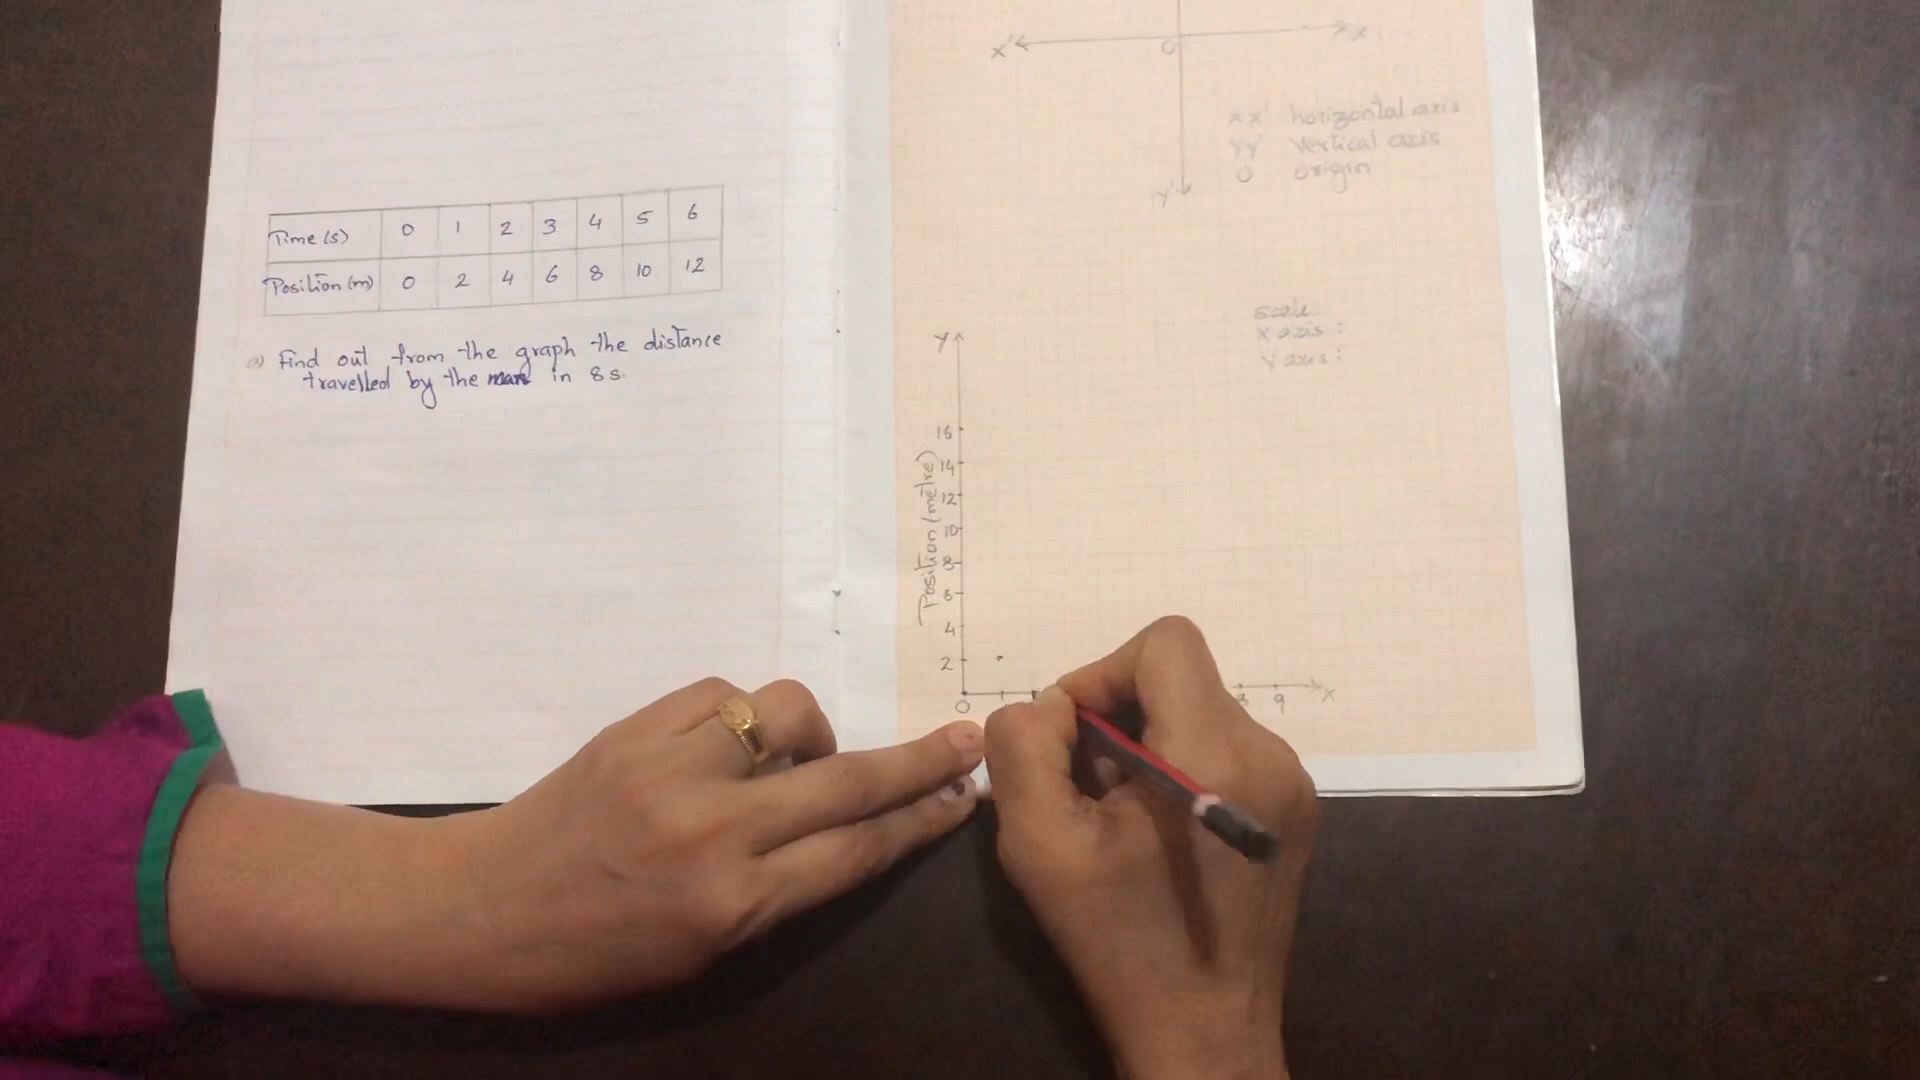 Time (s) 0 1 2 3 4 5 6
Position (m) 0 2 4 6 8 10 12
a) Find out from the graph the distance
travelled by the man in 8 s.
X' O X
XX' horizontal axis
YY' Vertical axis
O origin
Y'
scale
X axis :
Y axis :
Y
16
14
12
10
8
6
4
2
Position (metre)
O 9 X